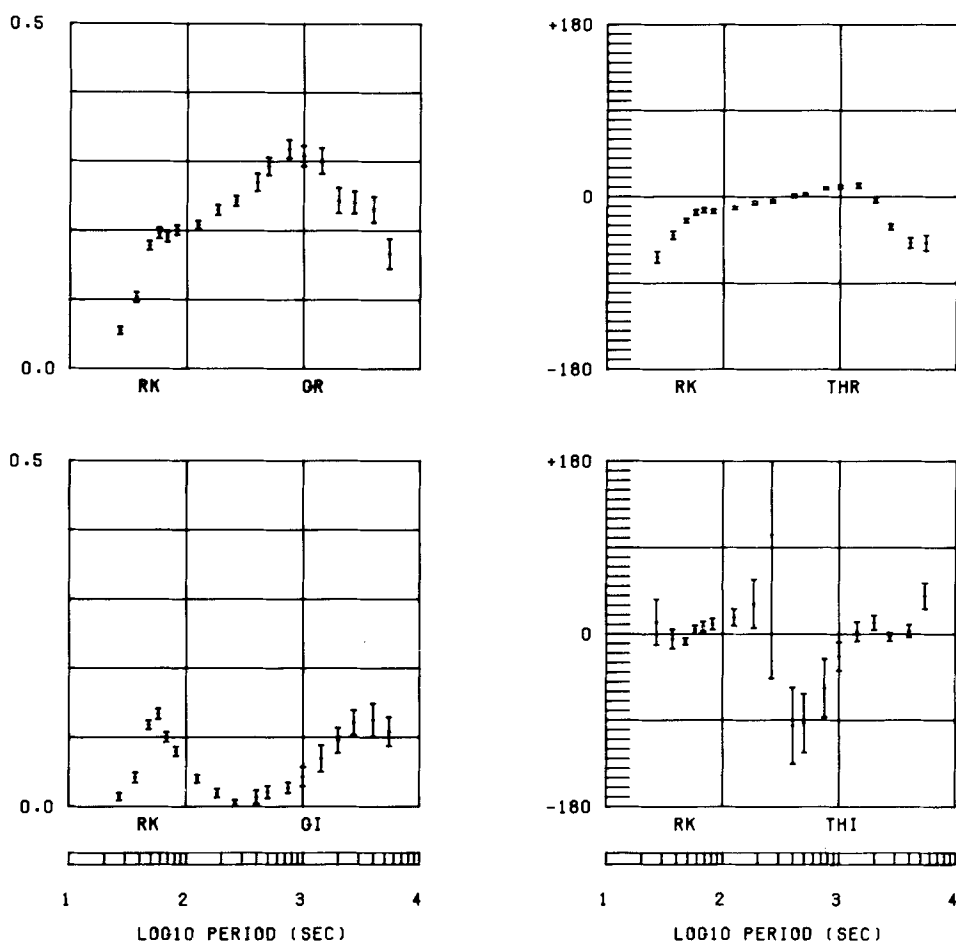 0.5
0.0
RK GR
+180
0
-180
RK THR
0.5
0.0
RK GI
+180
0
-180
RK THI
1 2 3 4
LOG10 PERIOD (SEC)
1 2 3 4
LOG10 PERIOD (SEC)